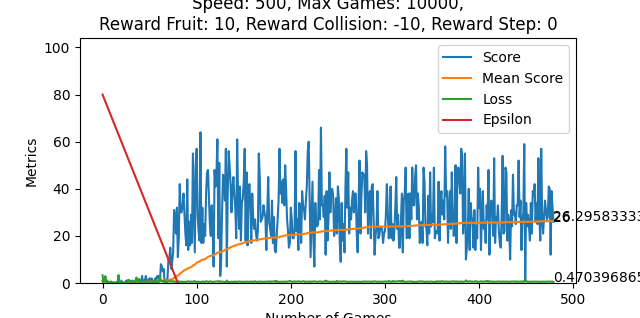 Speed: 500, Max Games: 10000,
Reward Fruit: 10, Reward Collision: -10, Reward Step: 0
100
80
60
40
20
0
Metrics
Score
Mean Score
Loss
Epsilon
26.29583333
0.470396865
0 100 200 300 400 500
Number of Games